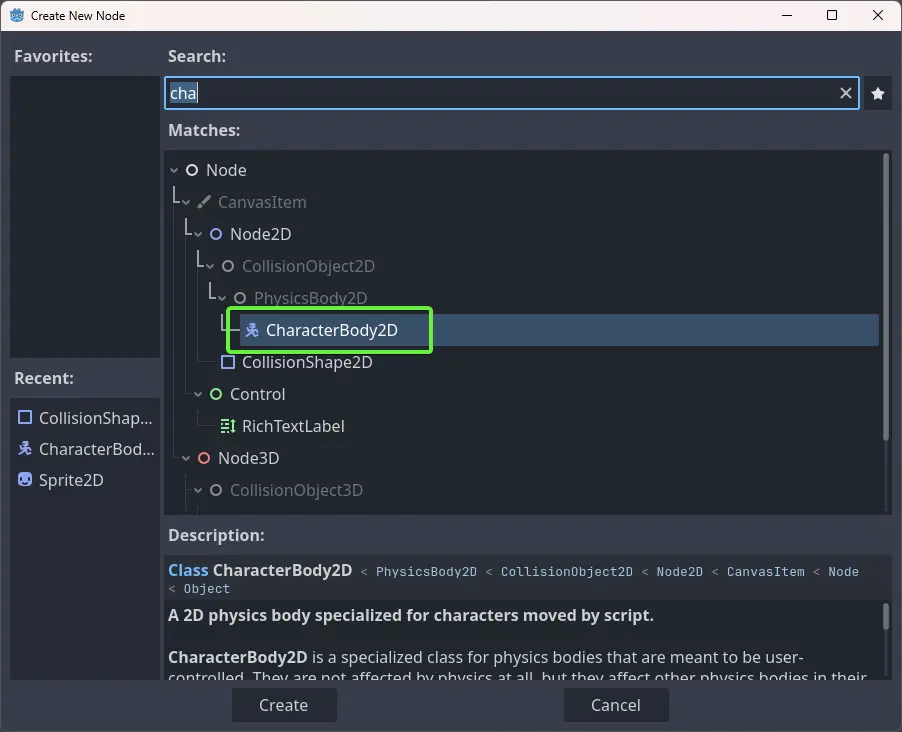 Create New Node
Favorites:
Search:
cha
Matches:
Node
CanvasItem
Node2D
CollisionObject2D
PhysicsBody2D
CharacterBody2D
CollisionShape2D
Control
RichTextLabel
Node3D
CollisionObject3D
Recent:
CollisionShap...
CharacterBod...
Sprite2D
Description:
Class CharacterBody2D < PhysicsBody2D < CollisionObject2D < Node2D < CanvasItem < Node
< Object
A 2D physics body specialized for characters moved by script.
CharacterBody2D is a specialized class for physics bodies that are meant to be user-
controlled. They are not affected by physics at all, but they affect other physics bodies in their
Create
Cancel